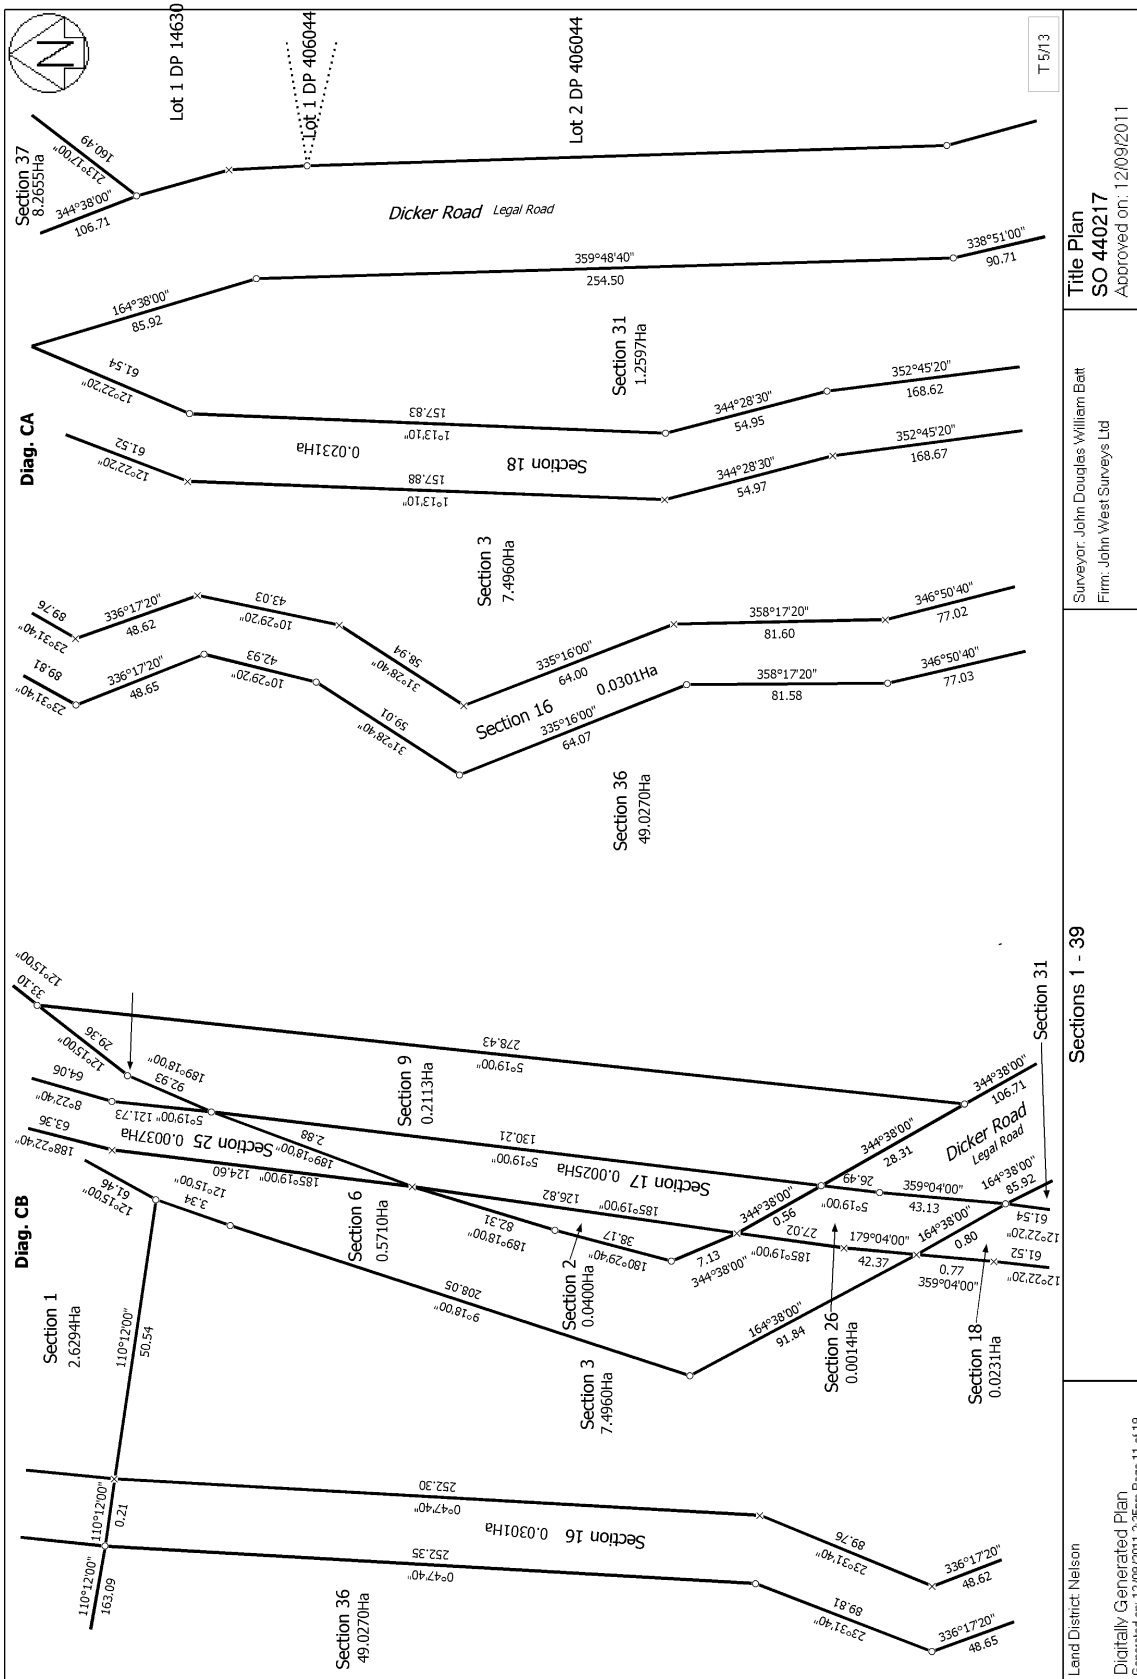 N
Lot 1 DP 14630
Lot 1 DP 406044
Lot 2 DP 406044
T 5/13
Section 37
8.2655Ha
213°17'00"
160.49
344°38'00"
106.71
Dicker Road Legal Road
164°38'00"
85.92
359°48'40"
254.50
338°51'00"
90.71
Section 31
1.2597Ha
Diag. CA
61.54
12°22'20"
157.83
1°13'10"
344°28'30"
54.95
352°45'20"
168.62
0.0231Ha
Section 18
61.52
12°22'20"
157.88
1°13'10"
344°28'30"
54.97
352°45'20"
168.67
Section 3
7.4960Ha
89.76
23°31'40"
336°17'20"
48.62
43.03
10°29'20"
58.94
31°28'40"
335°16'00"
64.00
358°17'20"
81.60
346°50'40"
77.02
89.81
23°31'40"
336°17'20"
48.65
42.93
10°29'20"
59.01
31°28'40"
Section 16
0.0301Ha
335°16'00"
64.07
358°17'20"
81.58
346°50'40"
77.03
Section 36
49.0270Ha
Diag. CB
33.10
12°15'00"
29.36
12°15'00"
189°18'00"
92.93
278.43
5°19'00"
Section 9
0.2113Ha
64.06
8°22'40"
5°19'00" 121.73
63.36
188°22'40"
Section 25 0.0037Ha
2.88
189°18'00"
185°19'00" 124.60
130.21
5°19'00"
Section 17 0.0025Ha
126.82
185°19'00"
61.46
12°15'00"
3.34
12°15'00"
Section 6
0.5710Ha
82.31
189°18'00"
38.17
180°29'40"
Section 2
0.0400Ha
208.05
9°18'00"
344°38'00"
0.56
7.13
344°38'00"
344°38'00"
28.31
344°38'00"
106.71
Dicker Road
Legal Road
26.49
5°19'00"
359°04'00"
43.13
27.02
185°19'00"
179°04'00"
42.37
164°38'00"
85.92
164°38'00"
0.80
0.77
359°04'00"
61.54
12°22'20"
61.52
12°22'20"
Section 31
164°38'00"
91.84
Section 26
0.0014Ha
Section 18
0.0231Ha
Section 3
7.4960Ha
Section 1
2.6294Ha
110°12'00"
50.54
110°12'00"
0.21
110°12'00"
163.09
252.30
0°47'40"
Section 16 0.0301Ha
252.35
0°47'40"
89.76
23°31'40"
336°17'20"
48.62
89.81
23°31'40"
336°17'20"
48.65
Section 36
49.0270Ha
Land District: Nelson
Digitally Generated Plan
Generated on: 12/09/2011 2:35pm Page 11 of 19
Sections 1 - 39
Surveyor: John Douglas William Batt
Firm: John West Surveys Ltd
Title Plan
SO 440217
Approved on: 12/09/2011